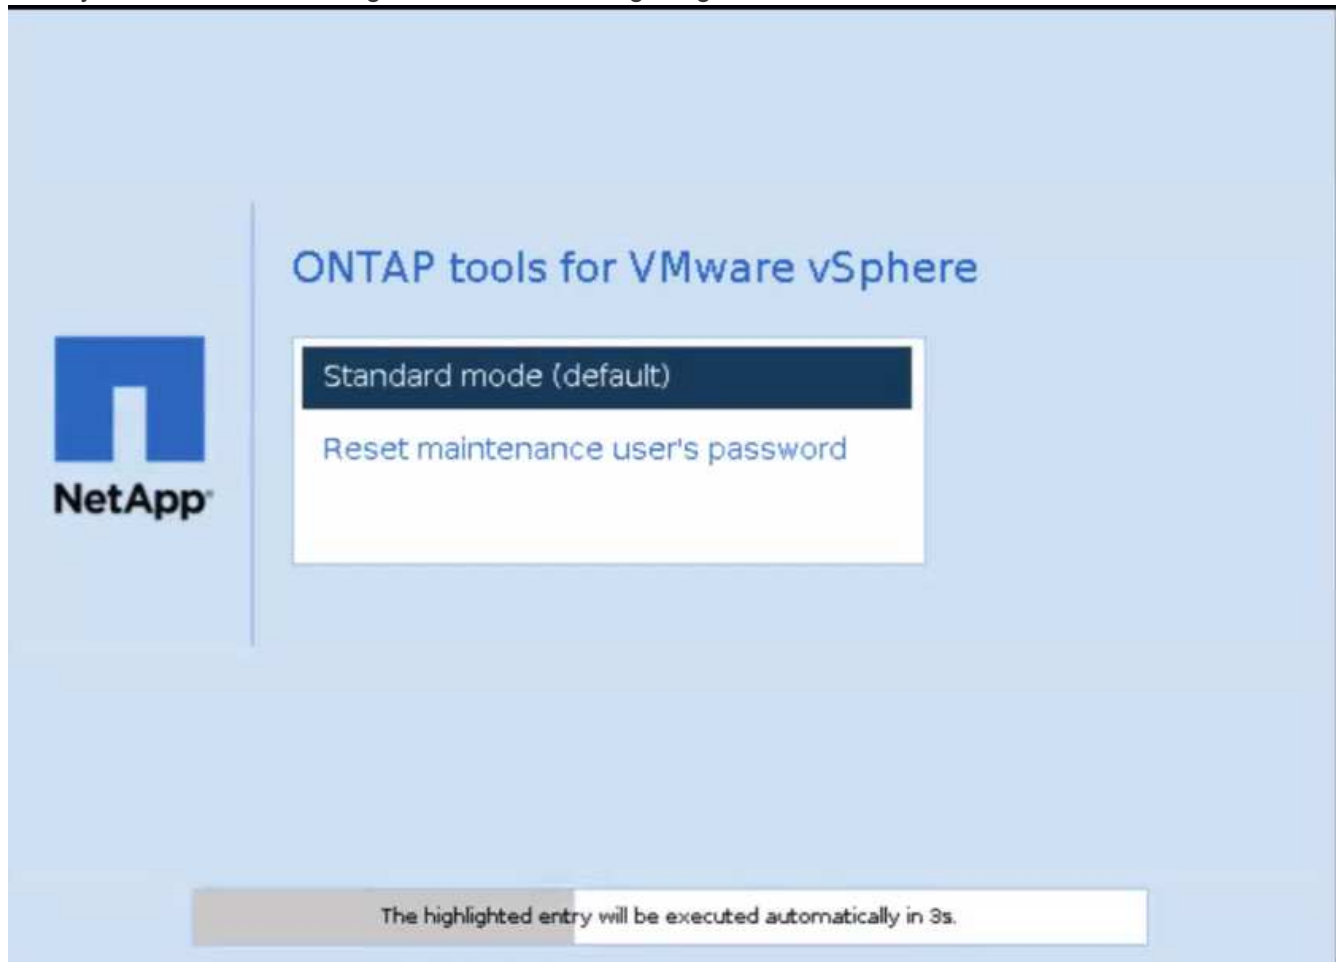 ONTAP tools for VMware vSphere
Standard mode (default)
Reset maintenance user's password
NetApp
The highlighted entry will be executed automatically in 3s.